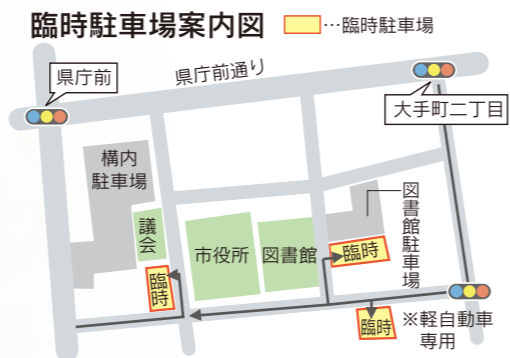 臨時駐車場案内図
…臨時駐車場
県庁前
県庁前通り
大手町二丁目
構内
駐車場
議会
臨時
市役所
図書館
臨時
図書館駐車場
臨時
※軽自動車
専用